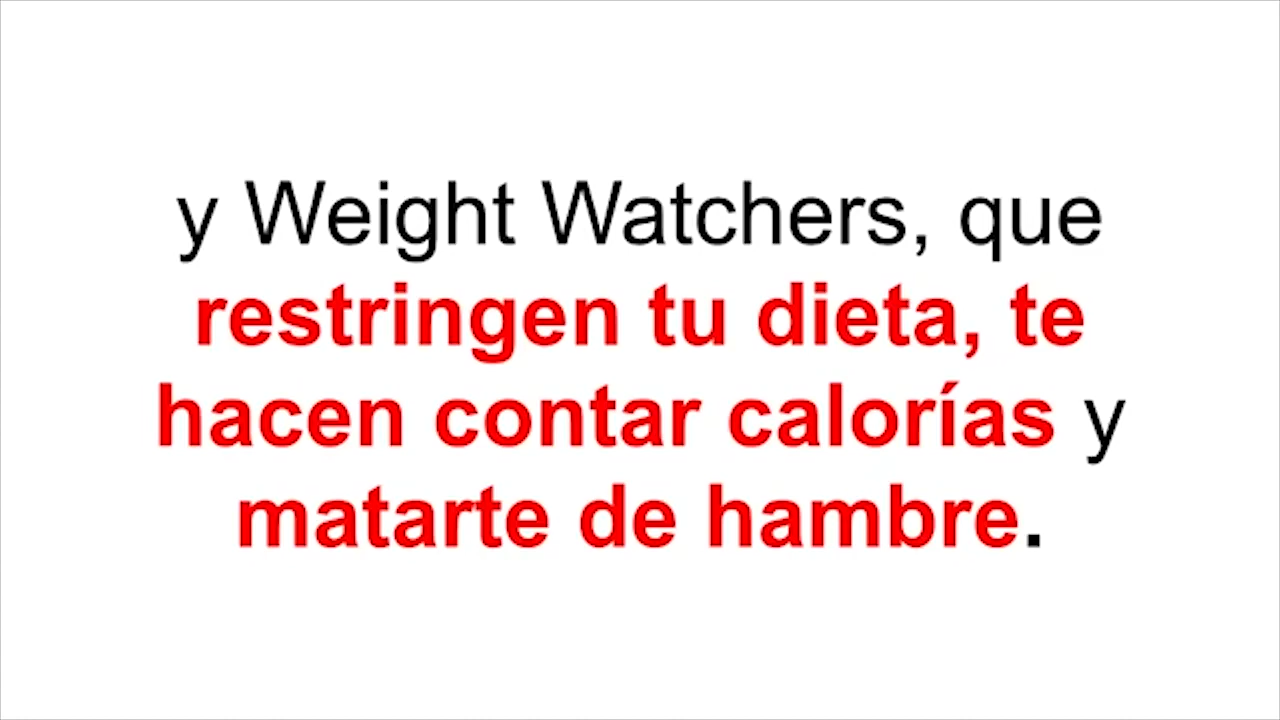 y Weight Watchers, que
restringen tu dieta, te
hacen contar calorías y
matarte de hambre.